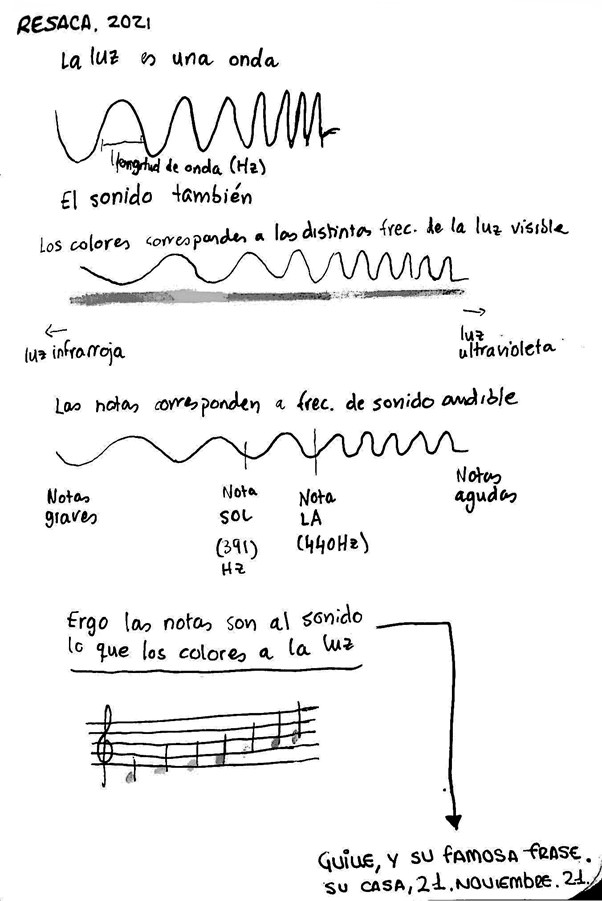 RESACA, 2021
La luz es una onda
longitud de onda (Hz)
El sonido también
Los colores corresponden a las distintas frec. de la luz visible
←
→
luz infrarroja
luz ultravioleta
Las notas corresponden a frec. de sonido audible
Notas graves
Nota SOL (391) HZ
Nota LA (440Hz)
Notas agudas
Ergo las notas son al sonido
lo que los colores a la luz
GUIUE, Y SU FAMOSA FRASE.
SU CASA, 21. NOUIEMBRE. 21.